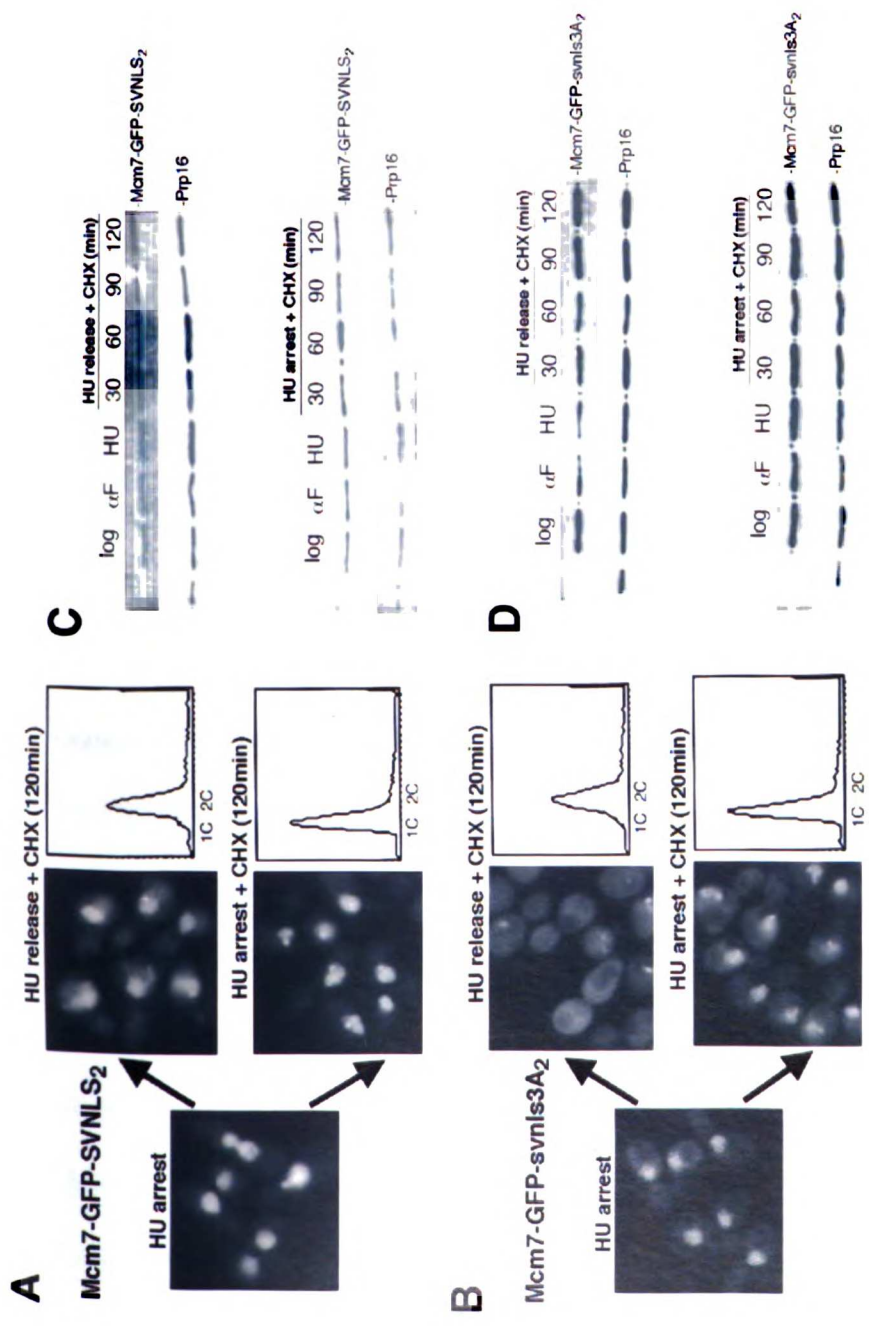 A
Mcm7-GFP-SVNLS2
HU arrest
HU release + CHX (120min)
1C 2C
HU arrest + CHX (120min)
1C 2C
B
Mcm7-GFP-svnls3A2
HU arrest
HU release + CHX (120min)
1C 2C
HU arrest + CHX (120min)
1C 2C
C
HU release + CHX (min)
log αF HU 30 60 90 120
-Mcm7-GFP-SVNLS2
-Prp16
HU arrest + CHX (min)
log αF HU 30 60 90 120
-Mcm7-GFP-SVNLS2
-Prp16
D
HU release + CHX (min)
log αF HU 30 60 90 120
-Mcm7-GFP-svnls3A2
-Prp16
HU arrest + CHX (min)
log αF HU 30 60 90 120
-Mcm7-GFP-svnls3A2
-Prp16